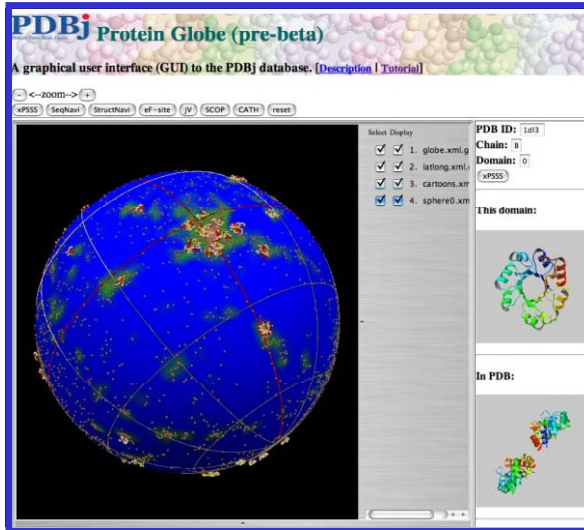 PDBj Protein Globe (pre-beta)
A graphical user interface (GUI) to the PDBj database. [Description | Tutorial]
- <--zoom--> +
xPSSS SeqNavi StructNavi eF-site jV SCOP CATH reset
Select Display
1. globe.xml.g
2. latlong.xml.g
3. cartoons.xm
4. sphere0.xm
PDB ID: 1dl3
Chain: B
Domain: 0
xPSSS
This domain:
In PDB: